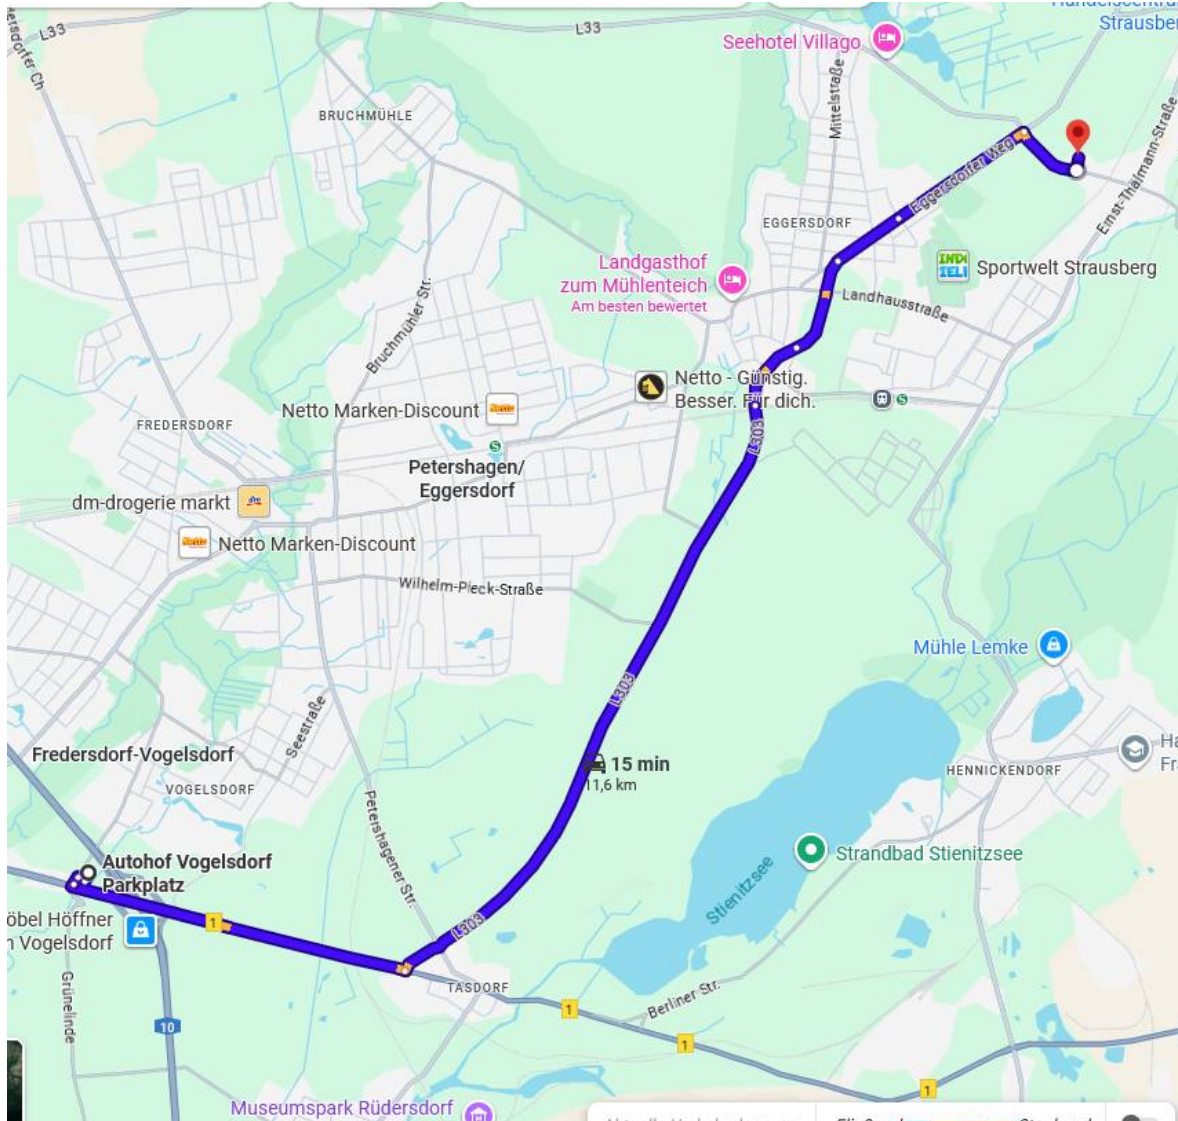 L33
L33
Seehotel Villago
Strausber
BRUCHMÜHLE
Mittelstraße
Ernst-Thälmann-Straße
Eggersdorfer Weg
EGGERSDORF
Landgasthof
zum Mühlenteich
Am besten bewertet
Sportwelt Strausberg
Landhausstraße
Bruchmühler Str.
Netto - Günstig.
Besser. Für dich.
Netto Marken-Discount
FREDERSDORF
L303
S
S
Petershagen/
Eggersdorf
dm-drogerie markt
Netto Marken-Discount
Wilhelm-Pieck-Straße
Mühle Lemke
L303
Seestraße
Fredersdorf-Vogelsdorf
VOGELSDORF
15 min
11,6 km
HENNICKENDORF
Ha
Fr
Petershagener Str.
Autohof Vogelsdorf
Parkplatz
Strandbad Stienitzsee
Stienitzsee
öbel Höffner
n Vogelsdorf
1
L303
TASDORF
Grünelinde
Berliner Str.
10
1
1
1
Museumspark Rüdersdorf